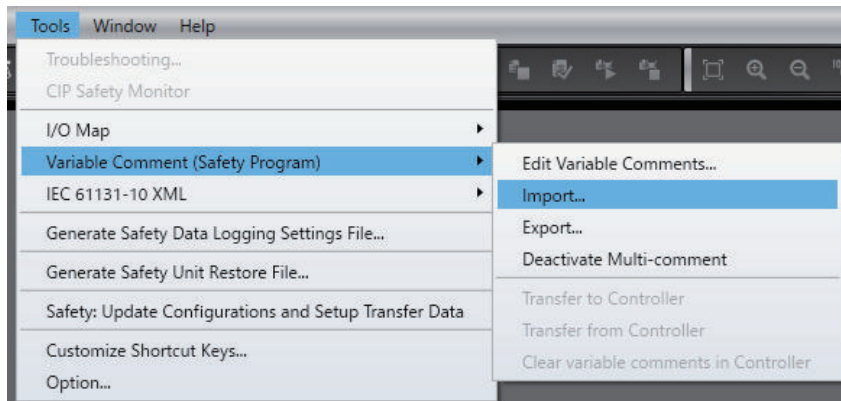 Tools Window Help
Troubleshooting...
CIP Safety Monitor
I/O Map
Variable Comment (Safety Program)
IEC 61131-10 XML
Generate Safety Data Logging Settings File...
Generate Safety Unit Restore File...
Safety: Update Configurations and Setup Transfer Data
Customize Shortcut Keys...
Option...
Edit Variable Comments...
Import...
Export...
Deactivate Multi-comment
Transfer to Controller
Transfer from Controller
Clear variable comments in Controller